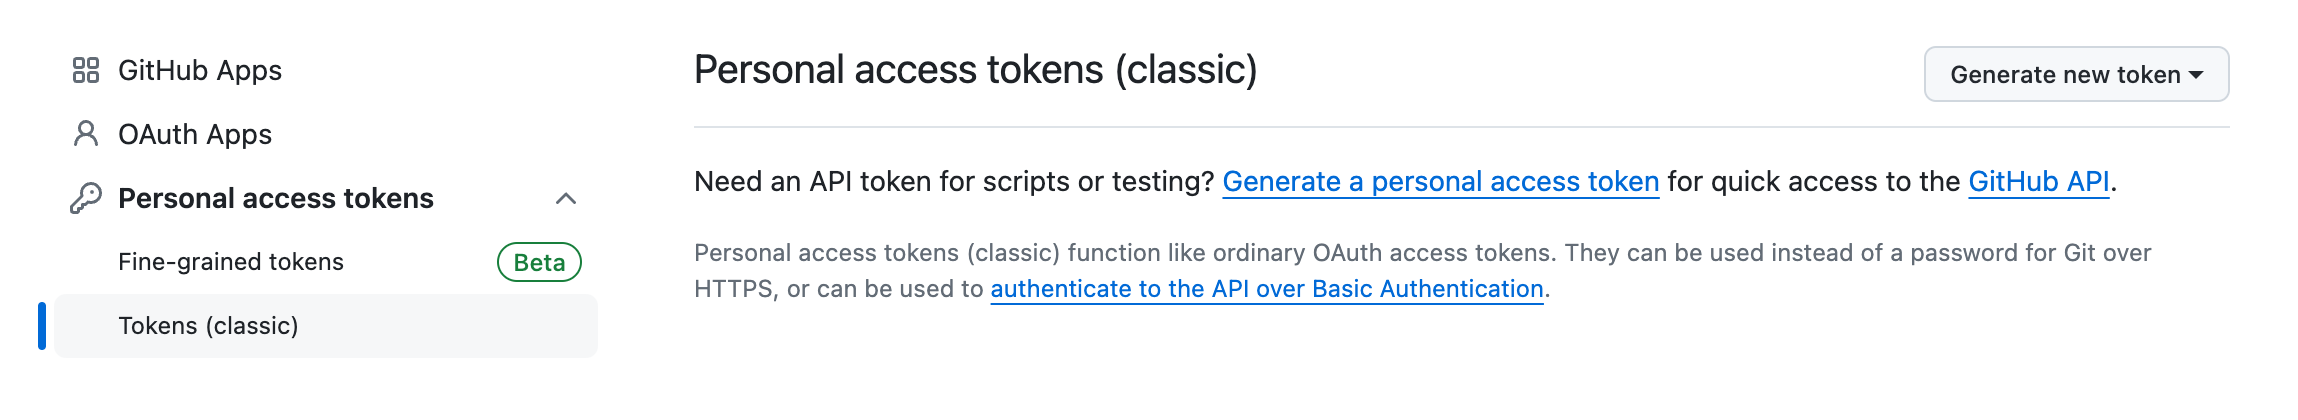 GitHub Apps
OAuth Apps
Personal access tokens
Fine-grained tokens Beta
Tokens (classic)
Personal access tokens (classic)
Generate new token
Need an API token for scripts or testing? Generate a personal access token for quick access to the GitHub API.
Personal access tokens (classic) function like ordinary OAuth access tokens. They can be used instead of a password for Git over
HTTPS, or can be used to authenticate to the API over Basic Authentication.